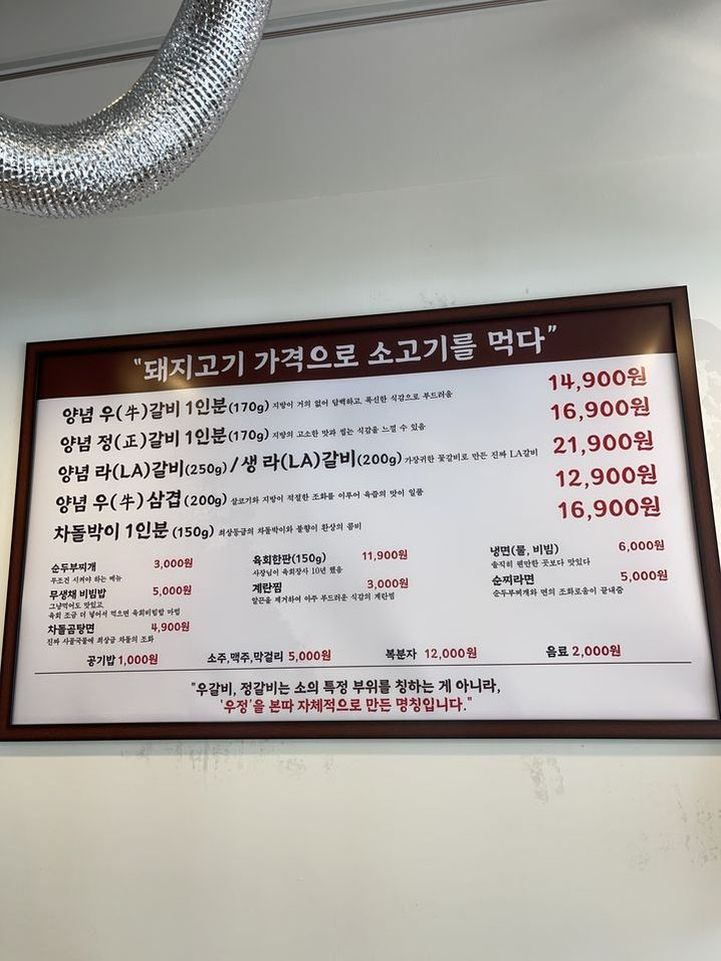 "돼지고기 가격으로 소고기를 먹다"
양념 우(牛)갈비 1인분(170g) 지방이 거의 없어 담백하고, 폭신한 식감으로 부드러움 14,900원
양념 정(正)갈비 1인분(170g) 지방의 고소한 맛과 씹는 식감을 느낄 수 있음 16,900원
양념 라(LA)갈비(250g)/생 라(LA)갈비(200g) 가장귀한 꽃갈비로 만든 진짜 LA갈비 21,900원
양념 우(牛)삼겹(200g) 살코기와 지방이 적절한 조화를 이루어 육즙의 맛이 일품 12,900원
차돌박이 1인분(150g) 최상등급의 차돌박이와 불향이 환상의 콤비 16,900원
순두부찌개 3,000원
무조건 시켜야 하는 메뉴
무생채 비빔밥 5,000원
그냥먹어도 맛있고,
육회 조금 더 넣어서 먹으면 육회비빔밥 마법
차돌곰탕면 4,900원
진짜 사골국물에 최상급 차돌의 조화
육회한판(150g) 11,900원
사장님이 육회장사 10년 했음
계란찜 3,000원
알끈을 제거하여 아주 부드러운 식감의 계란찜
냉면(물, 비빔) 6,000원
솔직히 웬만한 곳보다 맛있다
순찌라면 5,000원
순두부찌개와 면의 조화로움이 끝내줌
공기밥 1,000원 소주,맥주,막걸리 5,000원 복분자 12,000원 음료 2,000원
"우갈비, 정갈비는 소의 특정 부위를 칭하는 게 아니라,
'우정'을 본따 자체적으로 만든 명칭입니다."